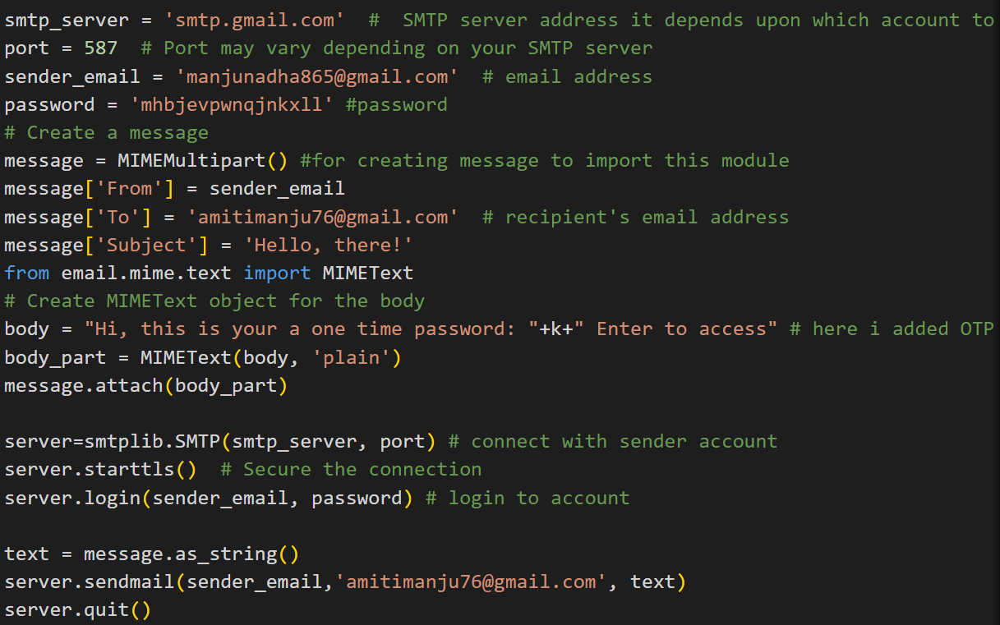 smtp_server = 'smtp.gmail.com'  #  SMTP server address it depends upon which account to
port = 587  # Port may vary depending on your SMTP server
sender_email = 'manjunadha865@gmail.com'  # email address
password = 'mhbjevpwnqjnkxll' #password
# Create a message
message = MIMEMultipart() #for creating message to import this module
message['From'] = sender_email
message['To'] = 'amitimanju76@gmail.com'  # recipient's email address
message['Subject'] = 'Hello, there!'
from email.mime.text import MIMEText
# Create MIMEText object for the body
body = "Hi, this is your a one time password: "+k+" Enter to access" # here i added OTP
body_part = MIMEText(body, 'plain')
message.attach(body_part)

server=smtplib.SMTP(smtp_server, port) # connect with sender account
server.starttls()  # Secure the connection
server.login(sender_email, password) # login to account

text = message.as_string()
server.sendmail(sender_email,'amitimanju76@gmail.com', text)
server.quit()